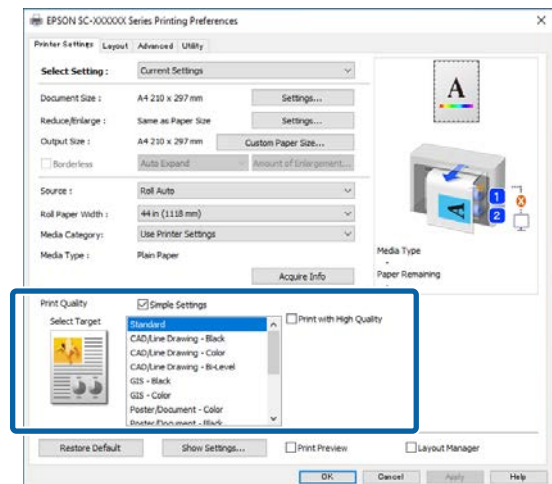 EPSON SC-XXXXXX Series Printing Preferences
Printer Settings Layout Advanced Utility
Select Setting : Current Settings
Document Size : A4 210 x 297 mm Settings...
Reduce/Enlarge : Same as Paper Size Settings...
Output Size : A4 210 x 297 mm Custom Paper Size...
Borderless Auto Expand Amount of Enlargement...
Source : Roll Auto
Roll Paper Width : 44 in (1118 mm)
Media Category: Use Printer Settings
Media Type : Plain Paper
Acquire Info
A
A
1
2
Media Type
-
Paper Remaining
-
Print Quality Simple Settings
Select Target
Standard
CAD/Line Drawing - Black
CAD/Line Drawing - Color
CAD/Line Drawing - Bi-Level
GIS - Black
GIS - Color
Poster/Document - Color
Poster/Document - Black
Print with High Quality
Restore Default Show Settings... Print Preview Layout Manager
OK Cancel Apply Help